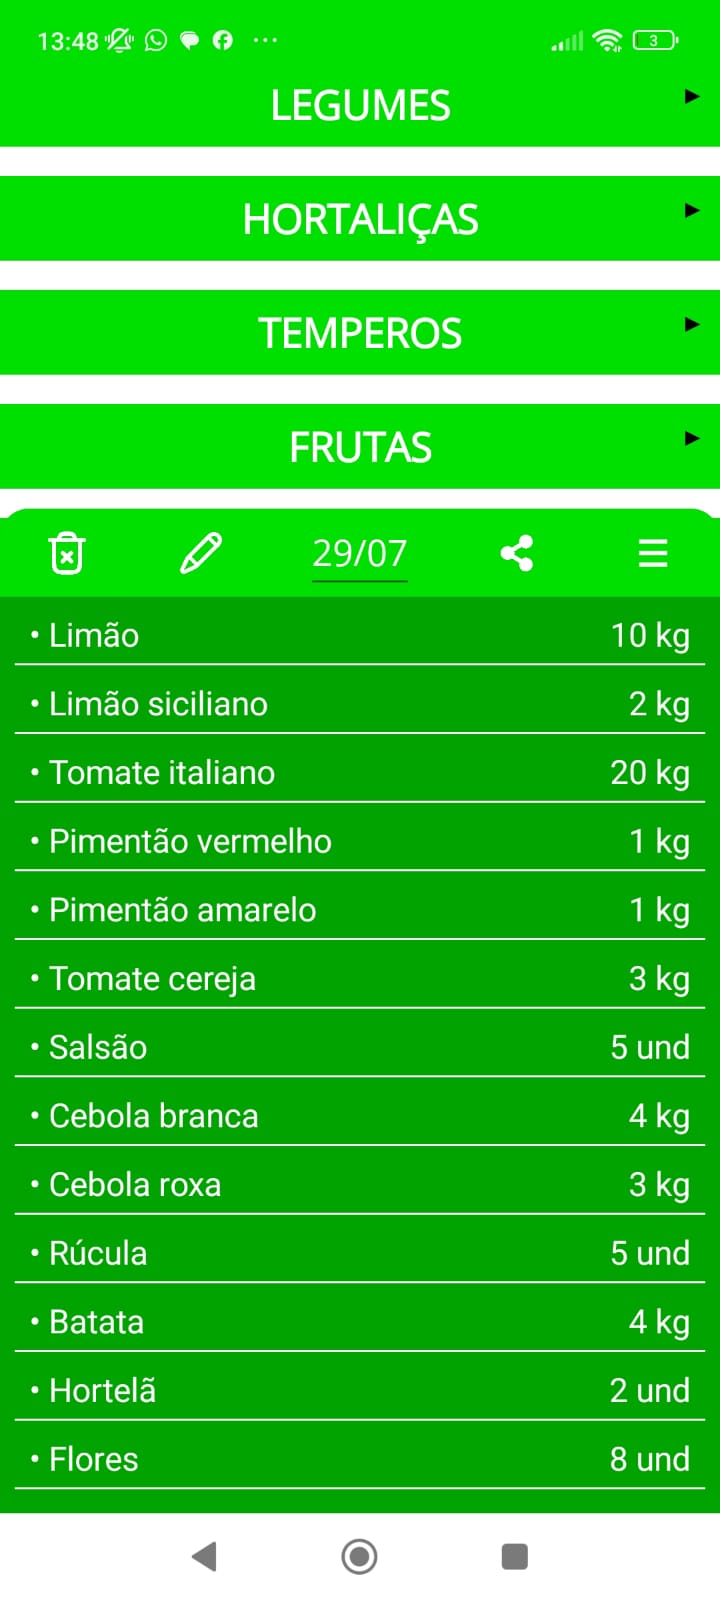 13:48 3
LEGUMES
HORTALIÇAS
TEMPEROS
FRUTAS
29/07
• Limão 10 kg
• Limão siciliano 2 kg
• Tomate italiano 20 kg
• Pimentão vermelho 1 kg
• Pimentão amarelo 1 kg
• Tomate cereja 3 kg
• Salsão 5 und
• Cebola branca 4 kg
• Cebola roxa 3 kg
• Rúcula 5 und
• Batata 4 kg
• Hortelã 2 und
• Flores 8 und